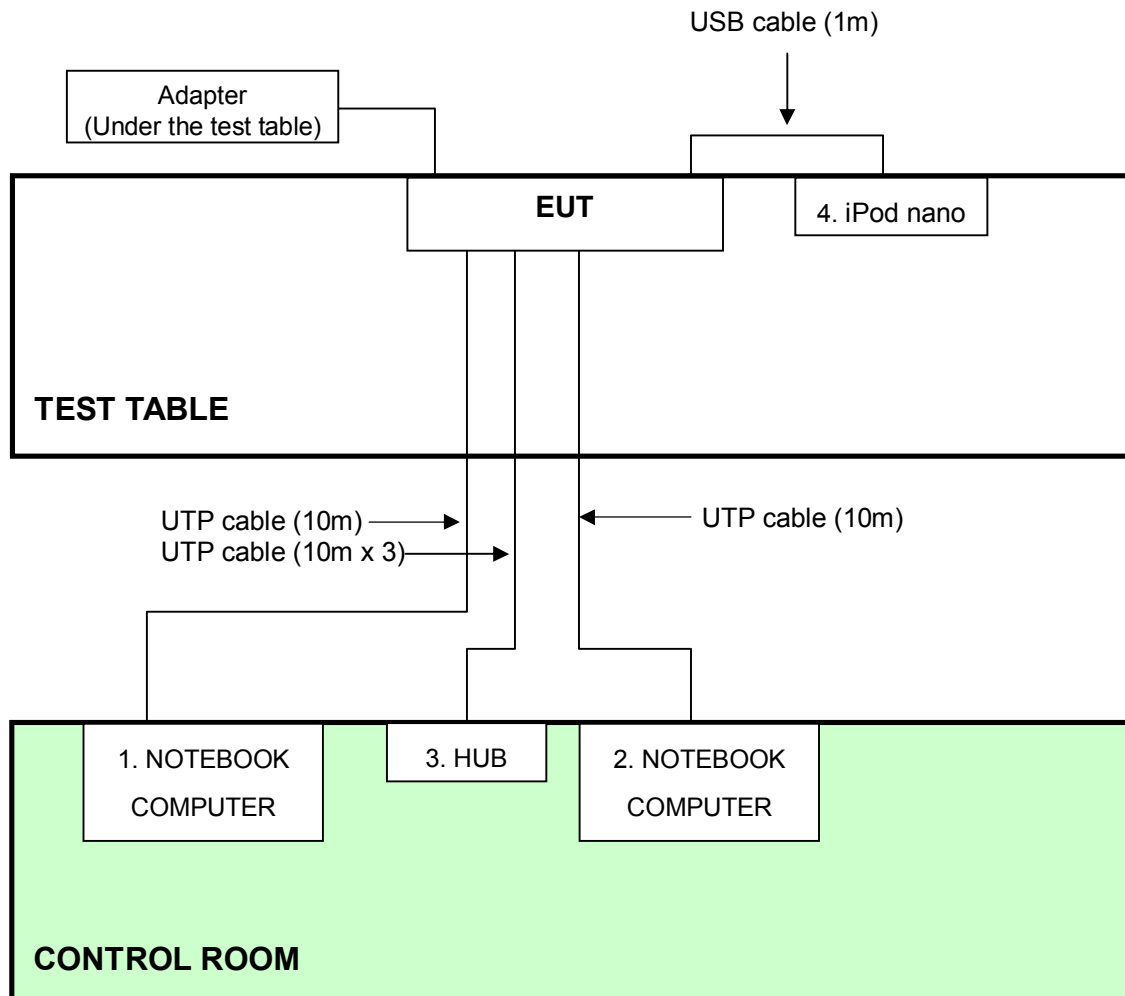 USB cable (1m)
Adapter
(Under the test table)
EUT
4. iPod nano
TEST TABLE
UTP cable (10m)
UTP cable (10m x 3)
UTP cable (10m)
1. NOTEBOOK
COMPUTER
3. HUB
2. NOTEBOOK
COMPUTER
CONTROL ROOM